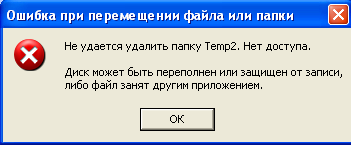 Ошибка при перемещении файла или папки
Не удается удалить папку Temp2. Нет доступа.
Диск может быть переполнен или защищен от записи,
либо файл занят другим приложением.
OK